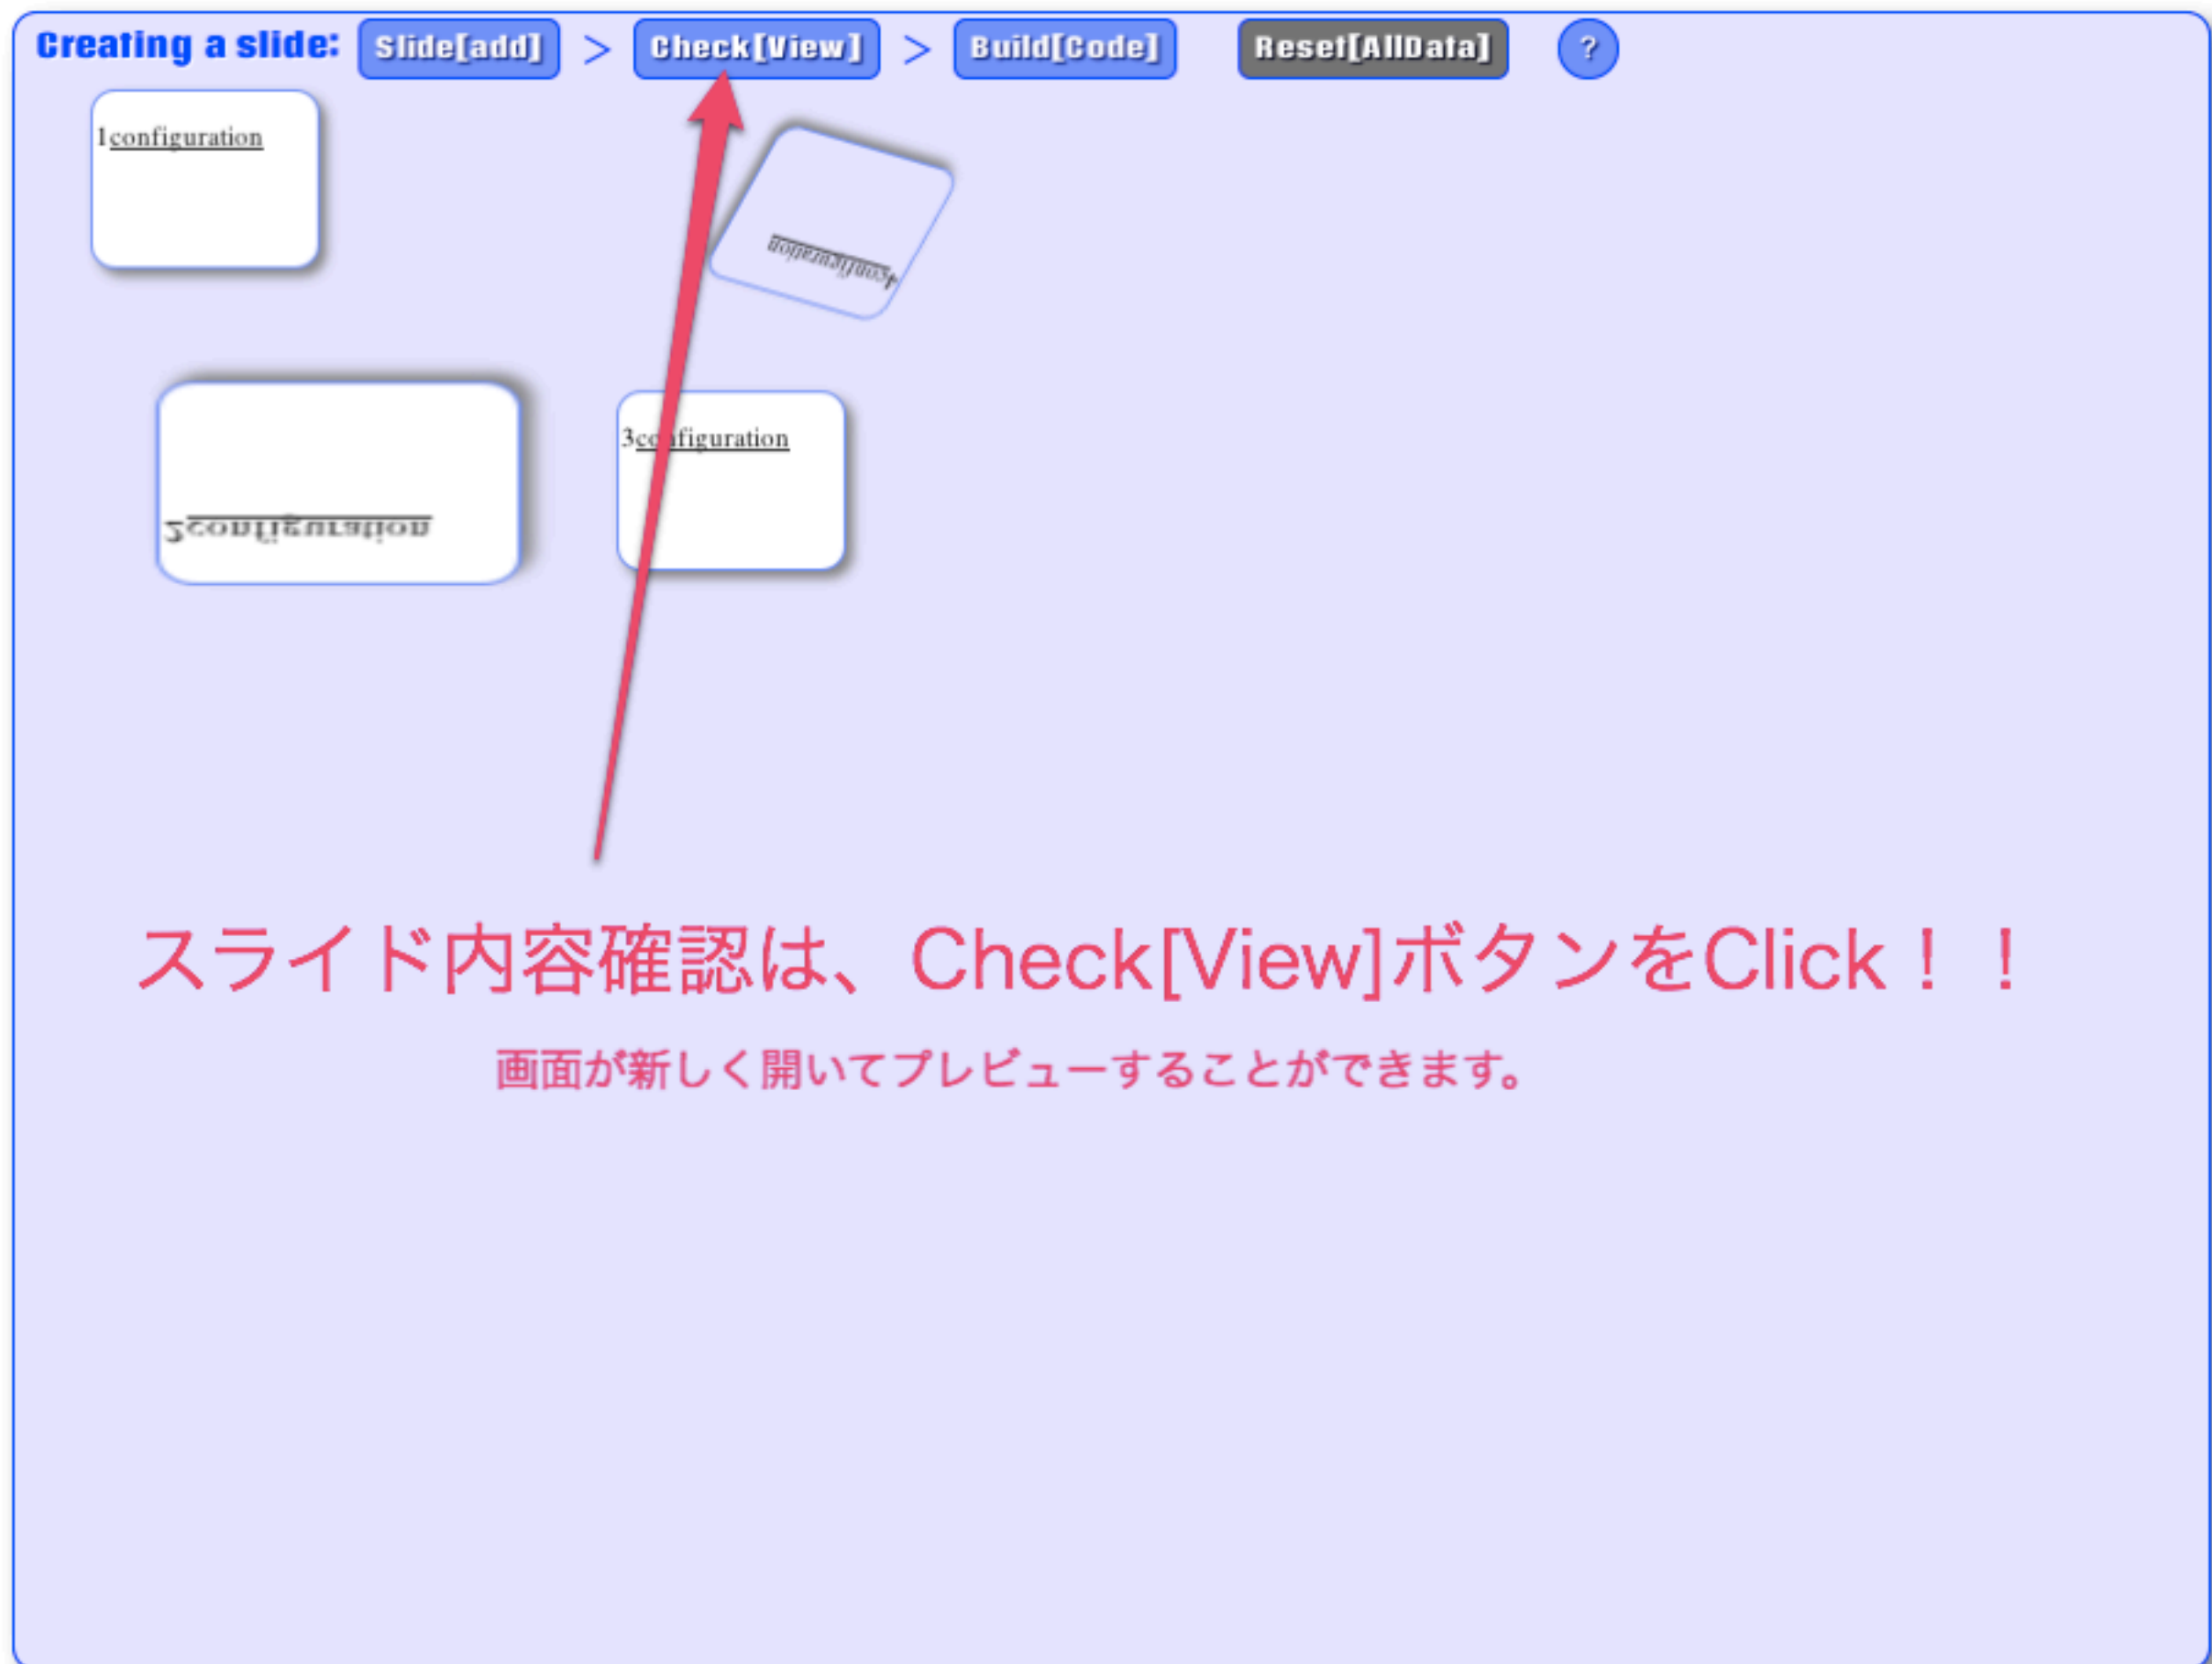 Creating a slide: Slide[add] > Check[View] > Build[Code] Reset[AllData] ?
1configuration
4configuration
2configuration
3configuration
スライド内容確認は、Check[View]ボタンをClick！！
画面が新しく開いてプレビューすることができます。